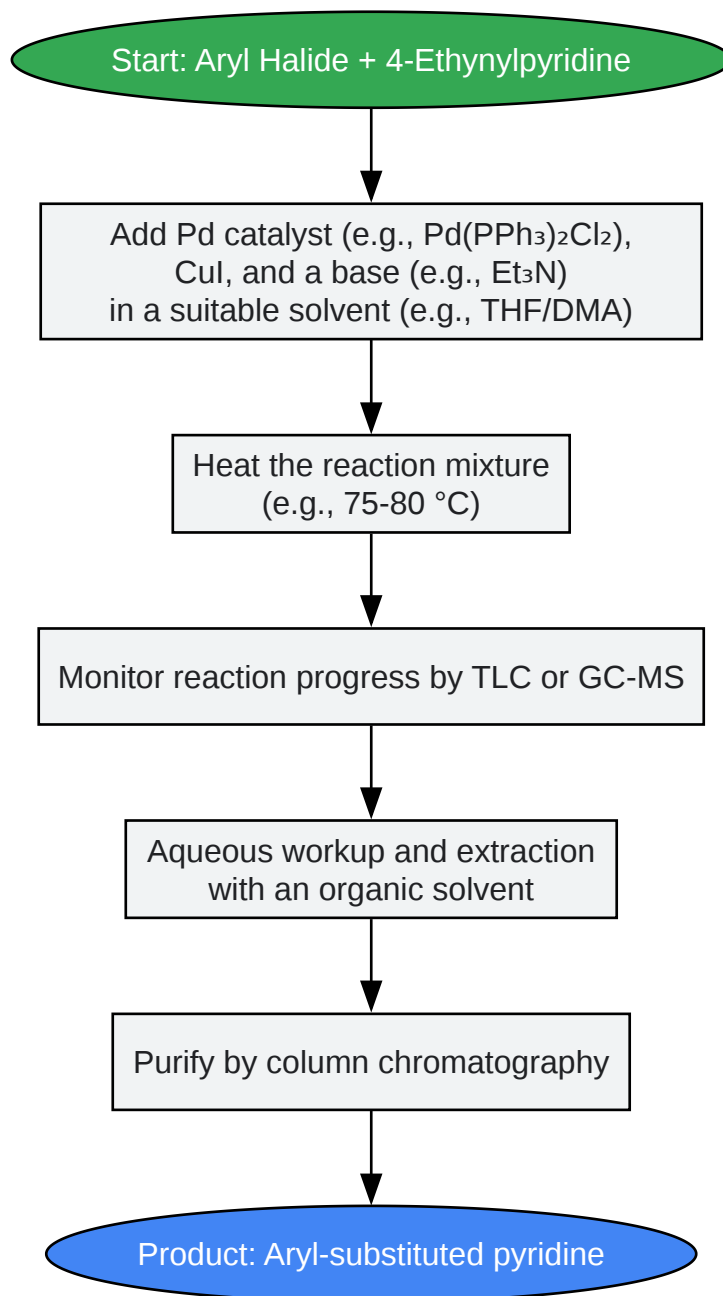 Start: Aryl Halide + 4-Ethynylpyridine
Add Pd catalyst (e.g., Pd(PPh₃)₂Cl₂),
CuI, and a base (e.g., Et₃N)
in a suitable solvent (e.g., THF/DMA)
Heat the reaction mixture
(e.g., 75-80 °C)
Monitor reaction progress by TLC or GC-MS
Aqueous workup and extraction
with an organic solvent
Purify by column chromatography
Product: Aryl-substituted pyridine